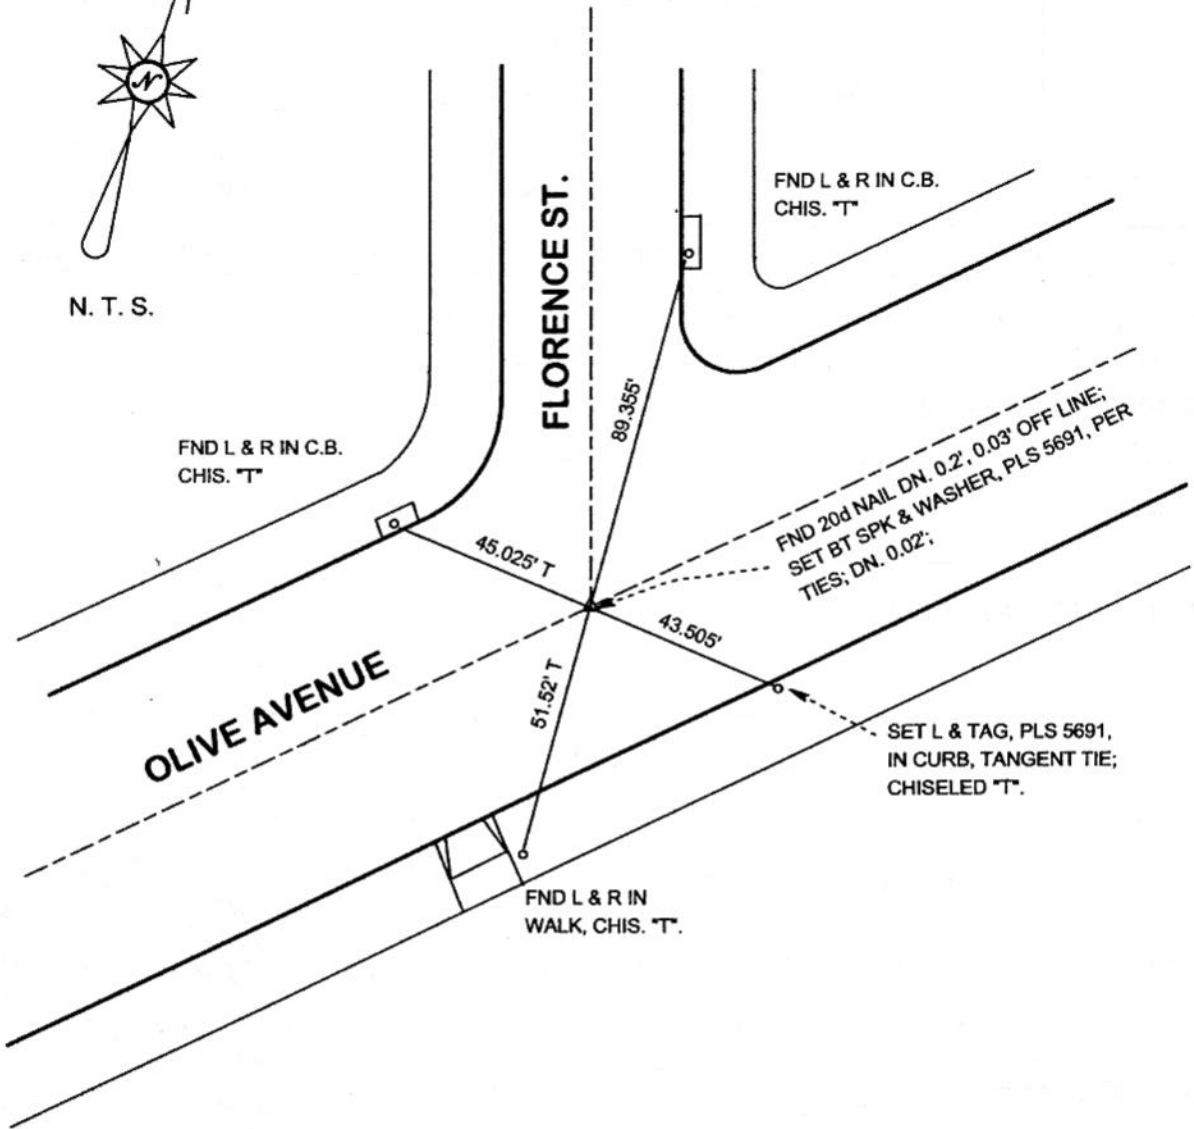 N
N. T. S.
FLORENCE ST.
FND L & R IN C.B.
CHIS. "T"
FND L & R IN C.B.
CHIS. "T"
89.355'
45.025' T
FND 20d NAIL DN. 0.2', 0.03' OFF LINE;
SET BT SPK & WASHER, PLS 5691, PER
TIES; DN. 0.02';
43.505'
51.52' T
OLIVE AVENUE
SET L & TAG, PLS 5691,
IN CURB, TANGENT TIE;
CHISELED "T".
FND L & R IN
WALK, CHIS. "T".